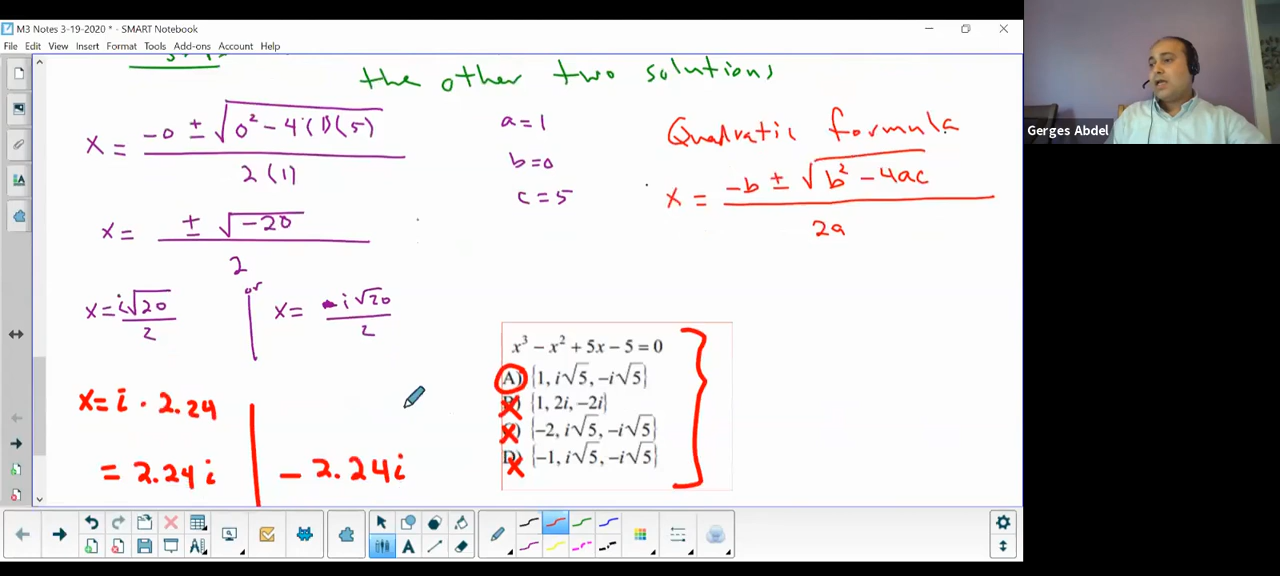 M3 Notes 3-19-2020 * - SMART Notebook
File Edit View Insert Format Tools Add-ons Account Help
the other two solutions
x = -0 ± √0² - 4(1)(5) / 2(1)
a = 1
b = 0
c = 5
Quadratic formula
x = -b ± √b² - 4ac / 2a
x = ± √-20 / 2
x = i√20 / 2 or x = -i√20 / 2
x³ − x² + 5x − 5 = 0
A) {1, i√5, −i√5}
B) {1, 2i, −2i}
C) {−2, i√5, −i√5}
D) {−1, i√5, −i√5}
x = i · 2.24
= 2.24i | - 2.24i
Gerges Abdel